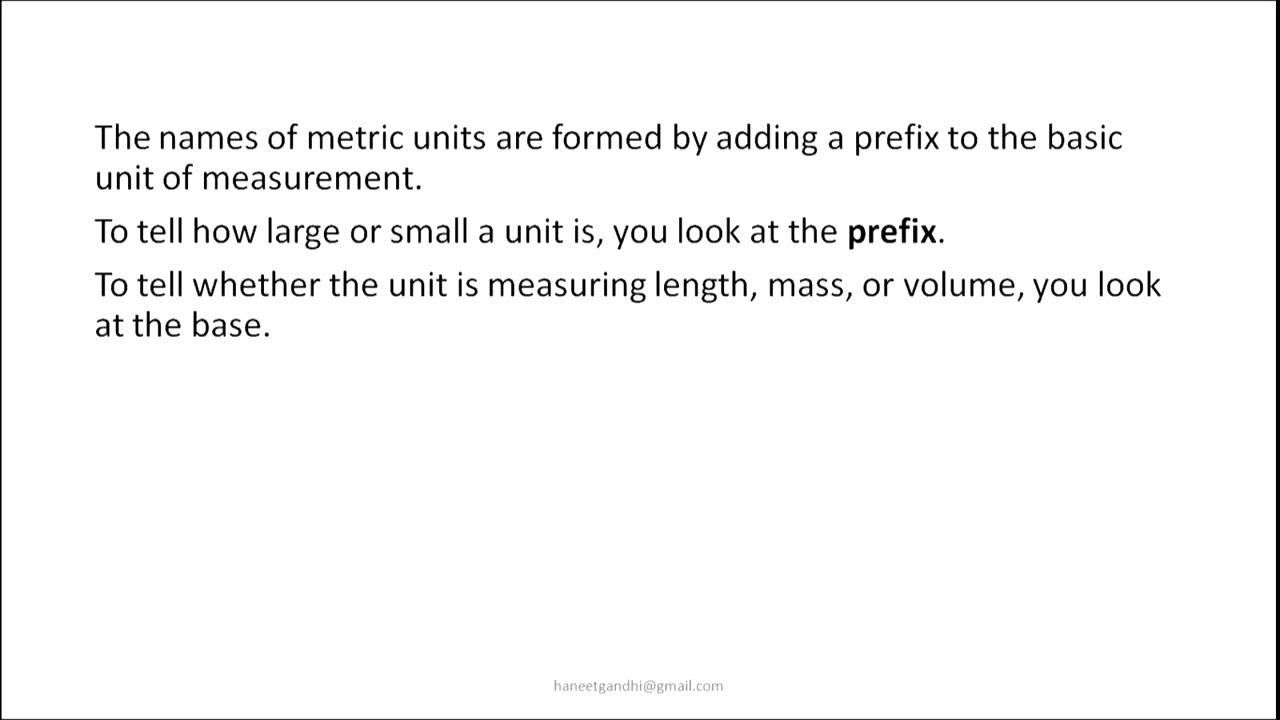 The names of metric units are formed by adding a prefix to the basic
unit of measurement.
To tell how large or small a unit is, you look at the prefix.
To tell whether the unit is measuring length, mass, or volume, you look
at the base.
haneetgandhi@gmail.com